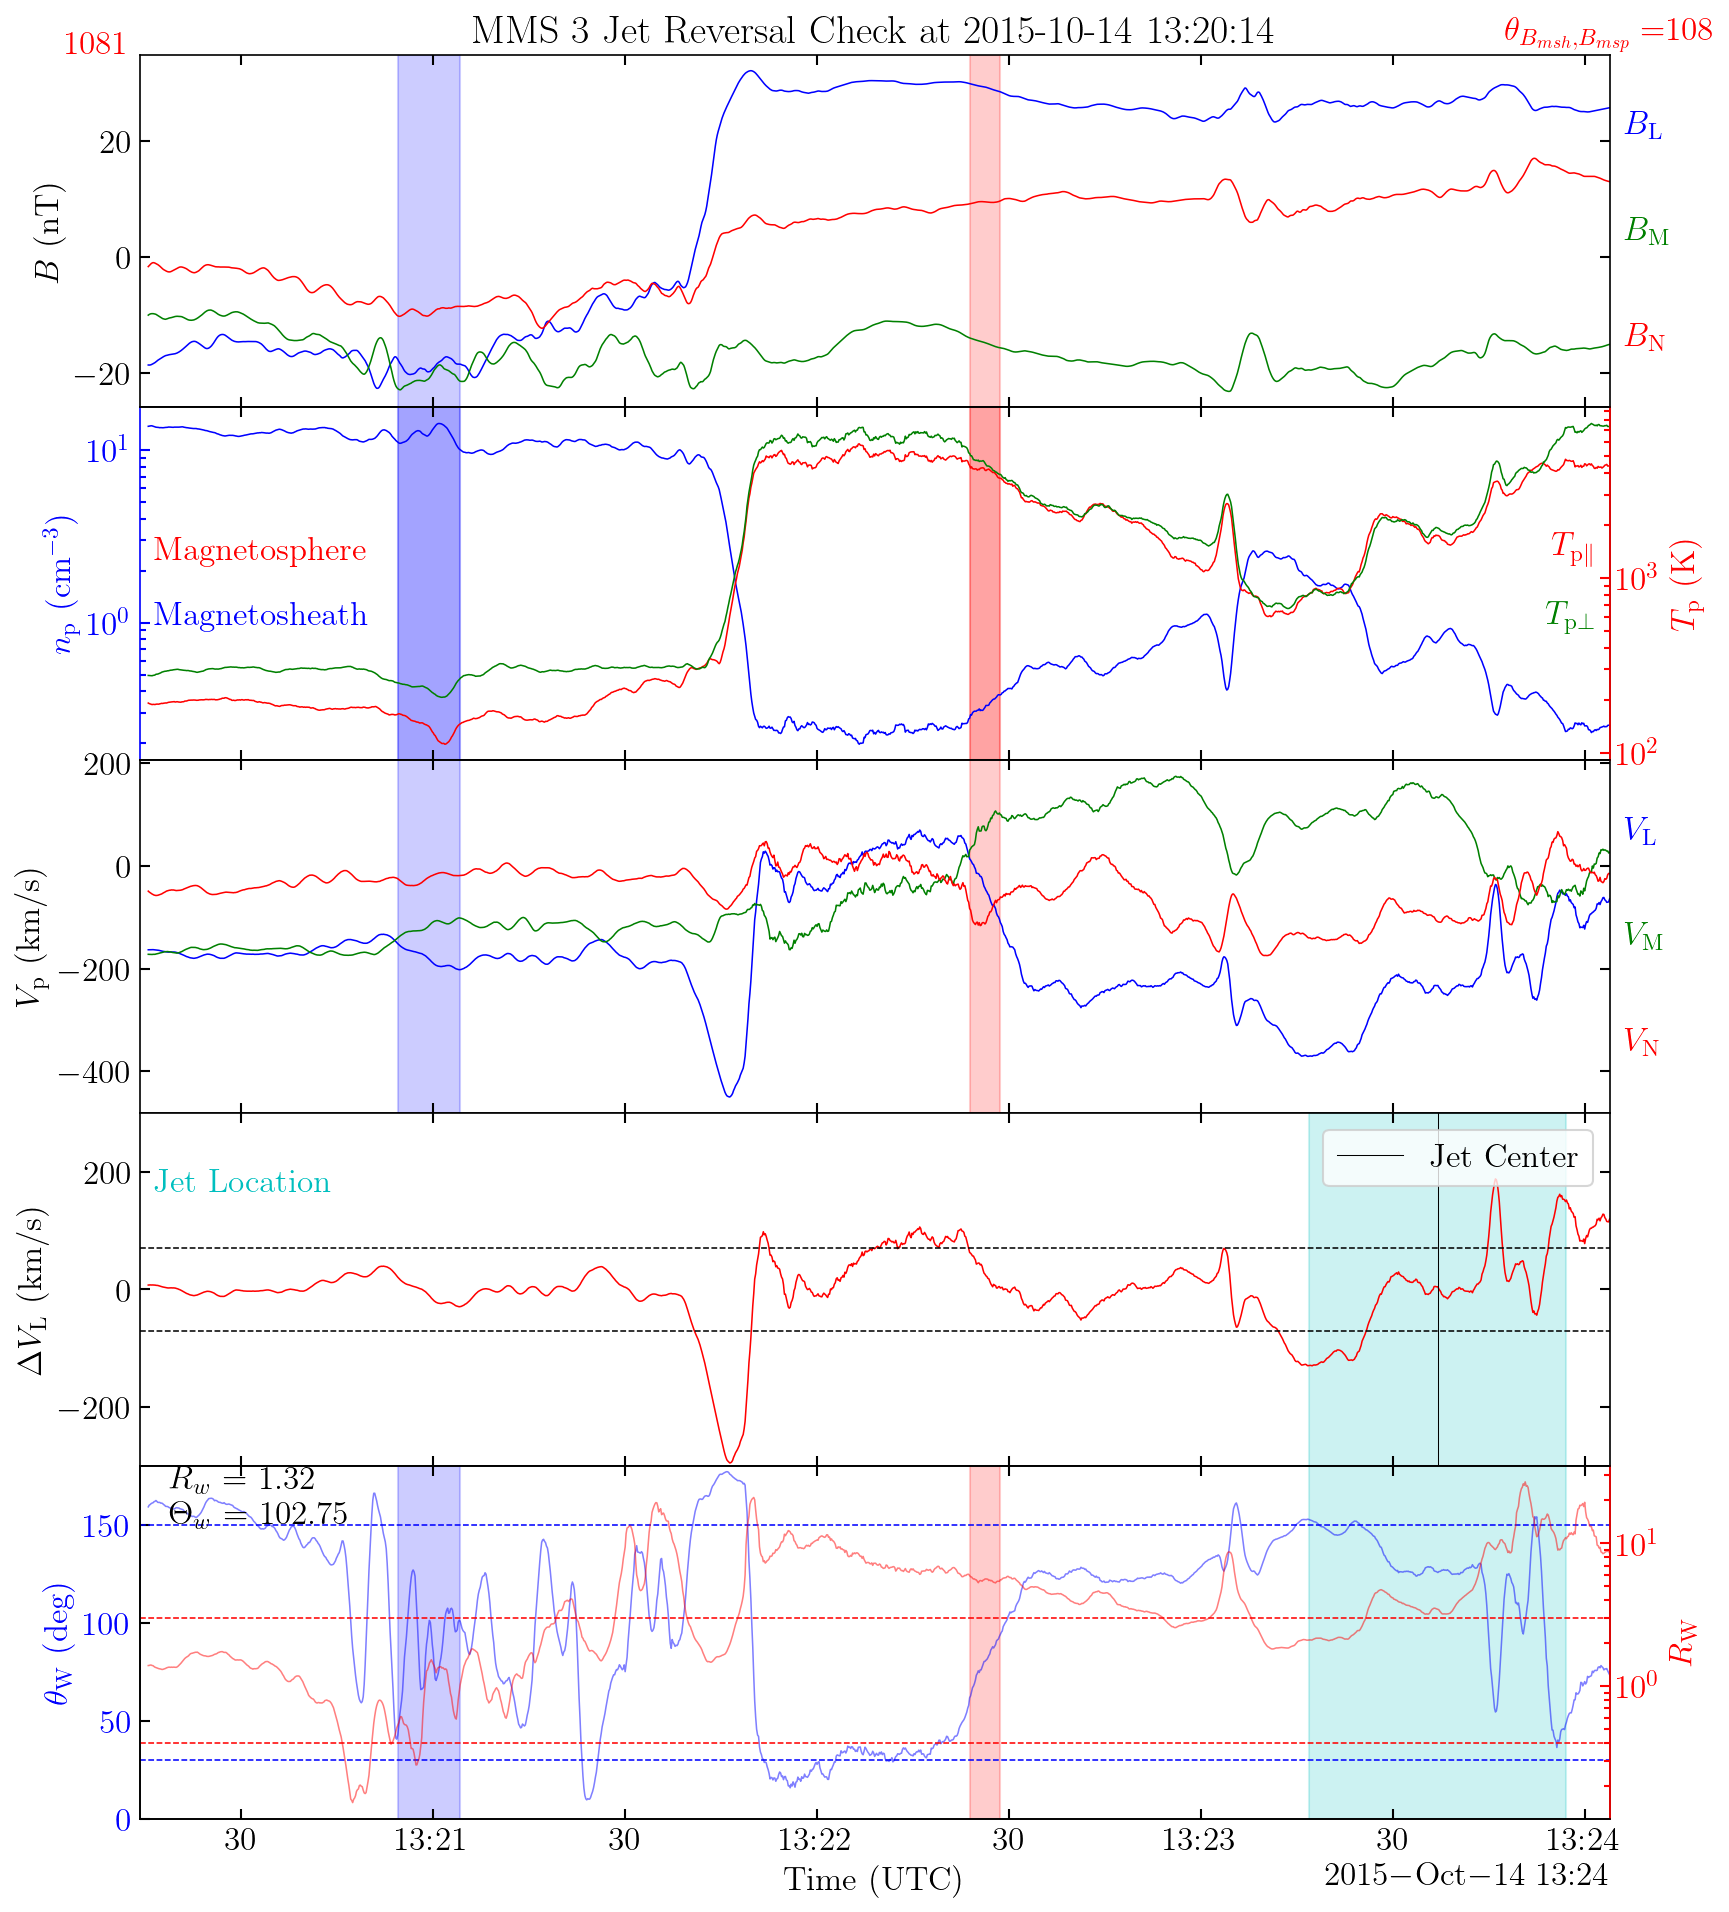 MMS 3 Jet Reversal Check at 2015-10-14 13:20:14
1081
θ_{B_{msh},B_{msp}} =108
B (nT)
20
0
−20
B_L
B_M
B_N
n_p (cm^{−3})
10^1
10^0
Magnetosphere
Magnetosheath
T_{p∥}
T_{p⊥}
10^3
10^2
T_p (K)
V_p (km/s)
200
0
−200
−400
V_L
V_M
V_N
ΔV_L (km/s)
200
0
−200
Jet Location
Jet Center
R_w = 1.32
Θ_w = 102.75
θ_W (deg)
150
100
50
0
10^1
10^0
R_W
30 13:21 30 13:22 30 13:23 30 13:24
Time (UTC)
2015−Oct−14 13:24